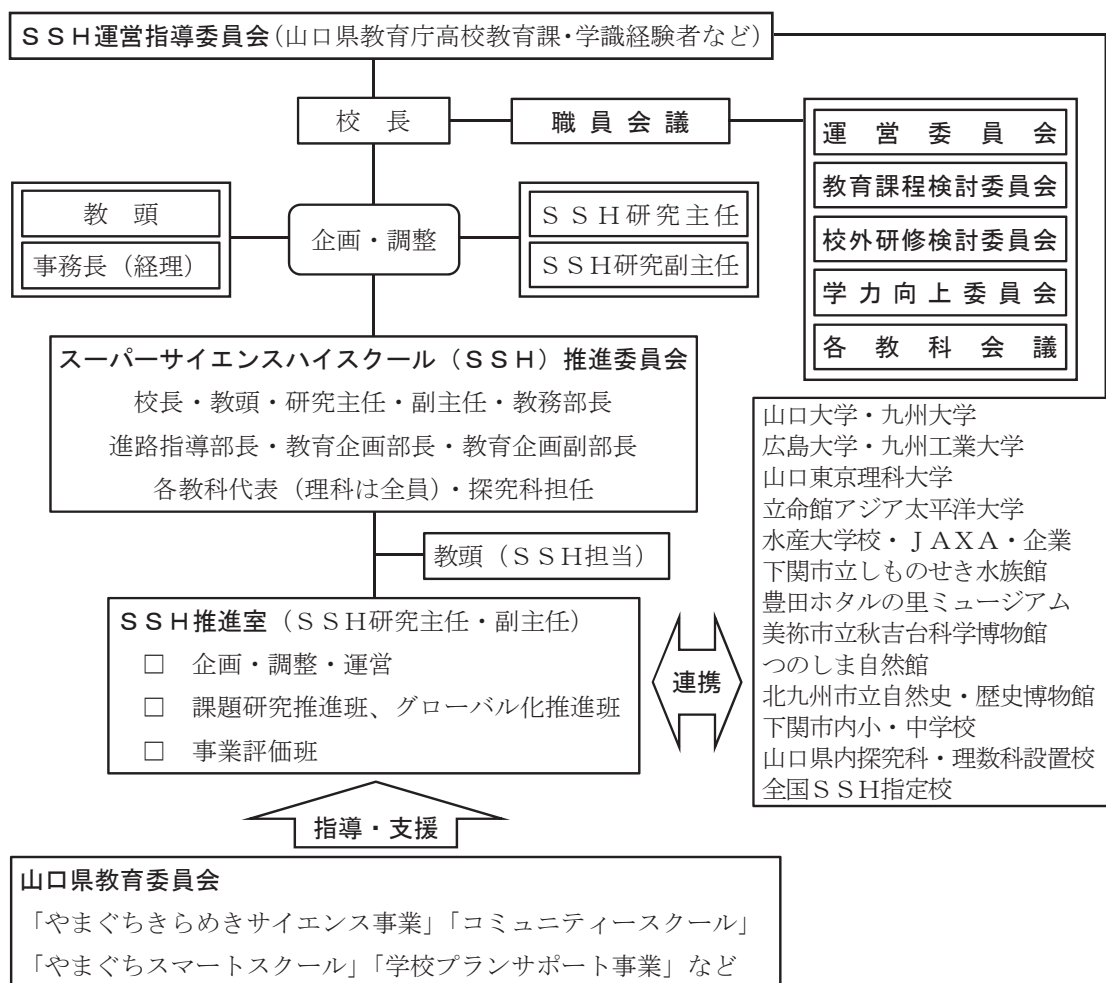 ＳＳＨ運営指導委員会（山口県教育庁高校教育課・学識経験者など）
校長
職員会議
運営委員会
教育課程検討委員会
校外研修検討委員会
学力向上委員会
各教科会議
教頭
事務長（経理）
企画・調整
ＳＳＨ研究主任
ＳＳＨ研究副主任
スーパーサイエンスハイスクール（ＳＳＨ）推進委員会
校長・教頭・研究主任・副主任・教務部長
進路指導部長・教育企画部長・教育企画副部長
各教科代表（理科は全員）・探究科担任
教頭（ＳＳＨ担当）
ＳＳＨ推進室（ＳＳＨ研究主任・副主任）
□ 企画・調整・運営
□ 課題研究推進班、グローバル化推進班
□ 事業評価班
連携
山口大学・九州大学
広島大学・九州工業大学
山口東京理科大学
立命館アジア太平洋大学
水産大学校・ＪＡＸＡ・企業
下関市立しものせき水族館
豊田ホタルの里ミュージアム
美祢市立秋吉台科学博物館
つのしま自然館
北九州市立自然史・歴史博物館
下関市内小・中学校
山口県内探究科・理数科設置校
全国ＳＳＨ指定校
指導・支援
山口県教育委員会
「やまぐちきらめきサイエンス事業」「コミュニティースクール」
「やまぐちスマートスクール」「学校プランサポート事業」など